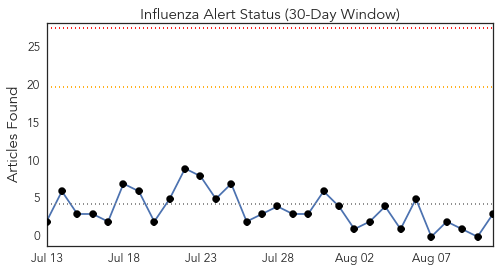 Influenza Alert Status (30-Day Window)
Articles Found
25
20
15
10
5
0
Jul 13 Jul 18 Jul 23 Jul 28 Aug 02 Aug 07